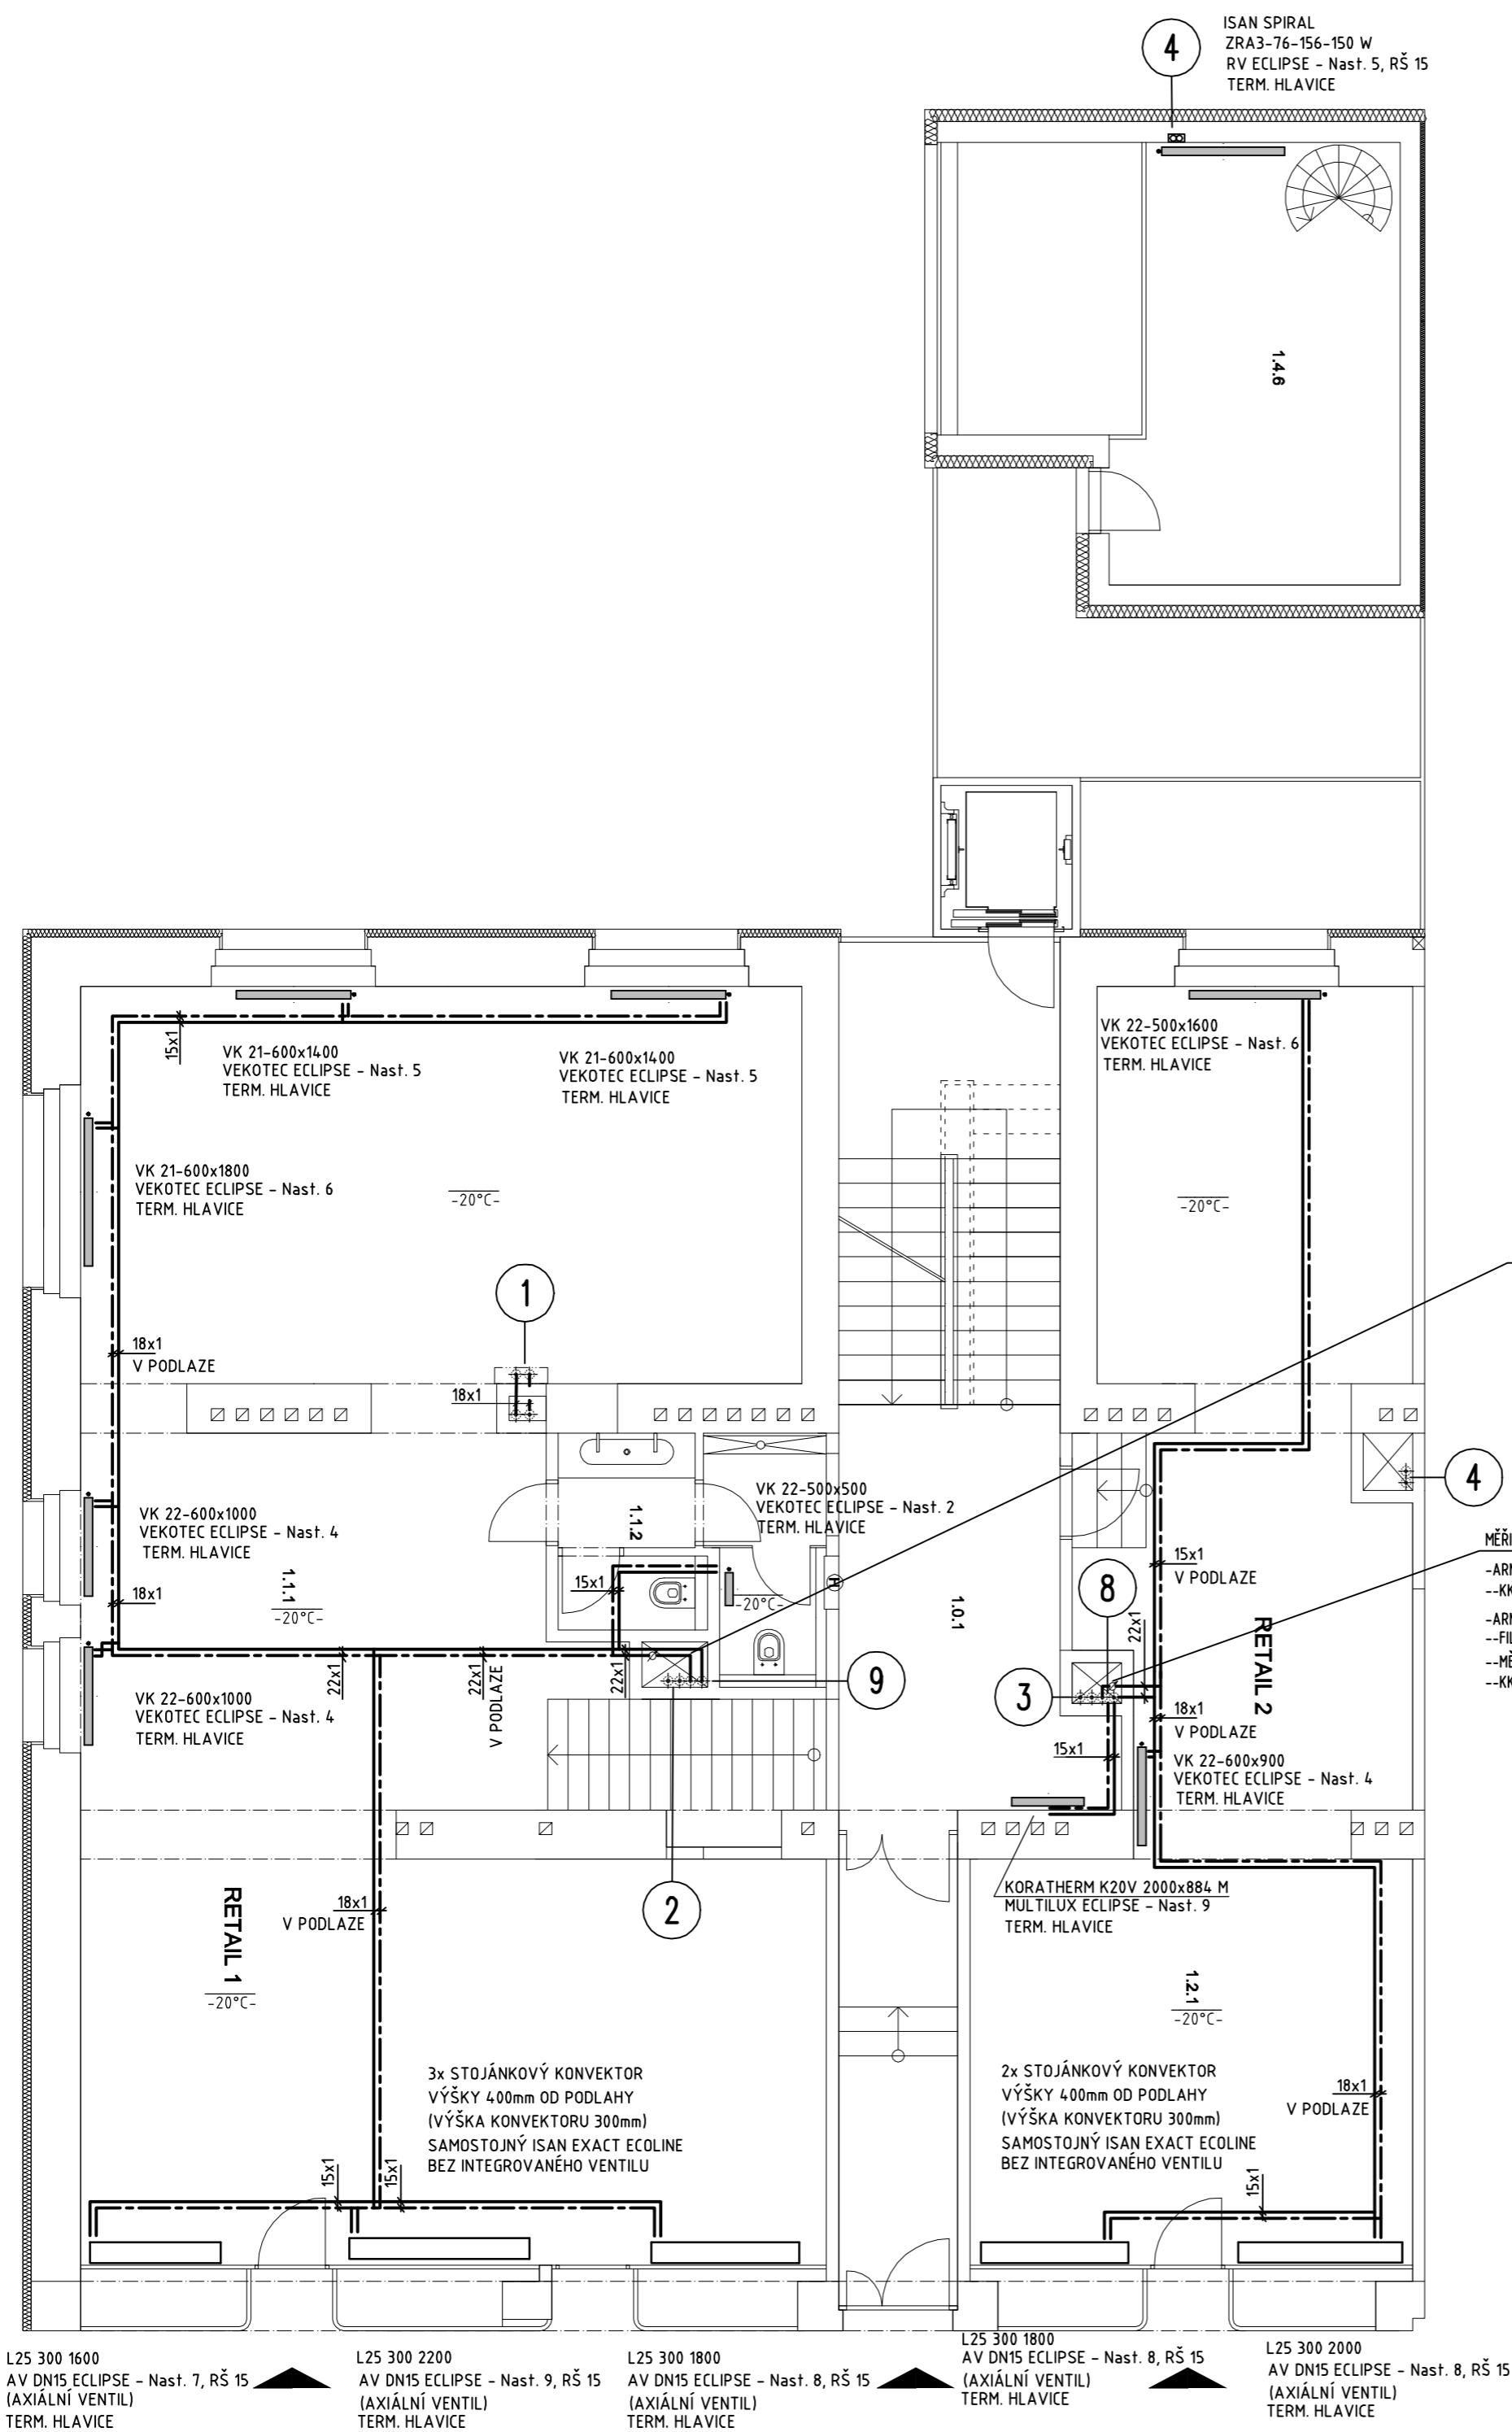 4
ISAN SPIRAL
ZRA3-76-156-150 W
RV ECLIPSE - Nast. 5, RŠ 15
TERM. HLAVICE
1.4.6
15x1
VK 21-600x1400
VEKOTEC ECLIPSE - Nast. 5
TERM. HLAVICE
VK 21-600x1400
VEKOTEC ECLIPSE - Nast. 5
TERM. HLAVICE
VK 22-500x1600
VEKOTEC ECLIPSE - Nast. 6
TERM. HLAVICE
VK 21-600x1800
VEKOTEC ECLIPSE - Nast. 6
TERM. HLAVICE
-20°C-
-20°C-
1
18x1
V PODLAZE
18x1
4
VK 22-500x500
VEKOTEC ECLIPSE - Nast. 2
TERM. HLAVICE
1.1.2
VK 22-600x1000
VEKOTEC ECLIPSE - Nast. 4
TERM. HLAVICE
1.1.1
-20°C-
18x1
15x1
-20°C-
1.0.1
15x1
V PODLAZE
8
22x1
RETAIL 2
MĚŘ
-AR
--KK
-AR
--FI
--MĚ
--KK
22x1
22x1
V PODLAZE
22x1
9
3
VK 22-600x1000
VEKOTEC ECLIPSE - Nast. 4
TERM. HLAVICE
18x1
V PODLAZE
15x1
VK 22-600x900
VEKOTEC ECLIPSE - Nast. 4
TERM. HLAVICE
2
RETAIL 1
-20°C-
18x1
V PODLAZE
KORATHERM K20V 2000x884 M
MULTILUX ECLIPSE - Nast. 9
TERM. HLAVICE
1.2.1
-20°C-
3x STOJÁNKOVÝ KONVEKTOR
VÝŠKY 400mm OD PODLAHY
(VÝŠKA KONVEKTORU 300mm)
SAMOSTOJNÝ ISAN EXACT ECOLINE
BEZ INTEGROVANÉHO VENTILU
2x STOJÁNKOVÝ KONVEKTOR
VÝŠKY 400mm OD PODLAHY
(VÝŠKA KONVEKTORU 300mm)
SAMOSTOJNÝ ISAN EXACT ECOLINE
BEZ INTEGROVANÉHO VENTILU
18x1
V PODLAZE
15x1
15x1
15x1
L25 300 1600
AV DN15 ECLIPSE - Nast. 7, RŠ 15
(AXIÁLNÍ VENTIL)
TERM. HLAVICE
L25 300 2200
AV DN15 ECLIPSE - Nast. 9, RŠ 15
(AXIÁLNÍ VENTIL)
TERM. HLAVICE
L25 300 1800
AV DN15 ECLIPSE - Nast. 8, RŠ 15
(AXIÁLNÍ VENTIL)
TERM. HLAVICE
L25 300 1800
AV DN15 ECLIPSE - Nast. 8, RŠ 15
(AXIÁLNÍ VENTIL)
TERM. HLAVICE
L25 300 2000
AV DN15 ECLIPSE - Nast. 8, RŠ 15
(AXIÁLNÍ VENTIL)
TERM. HLAVICE